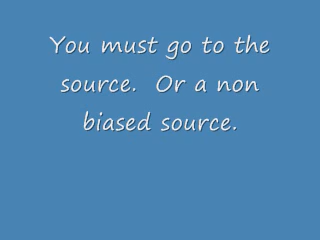 You must go to the
source.  Or a non
biased source.